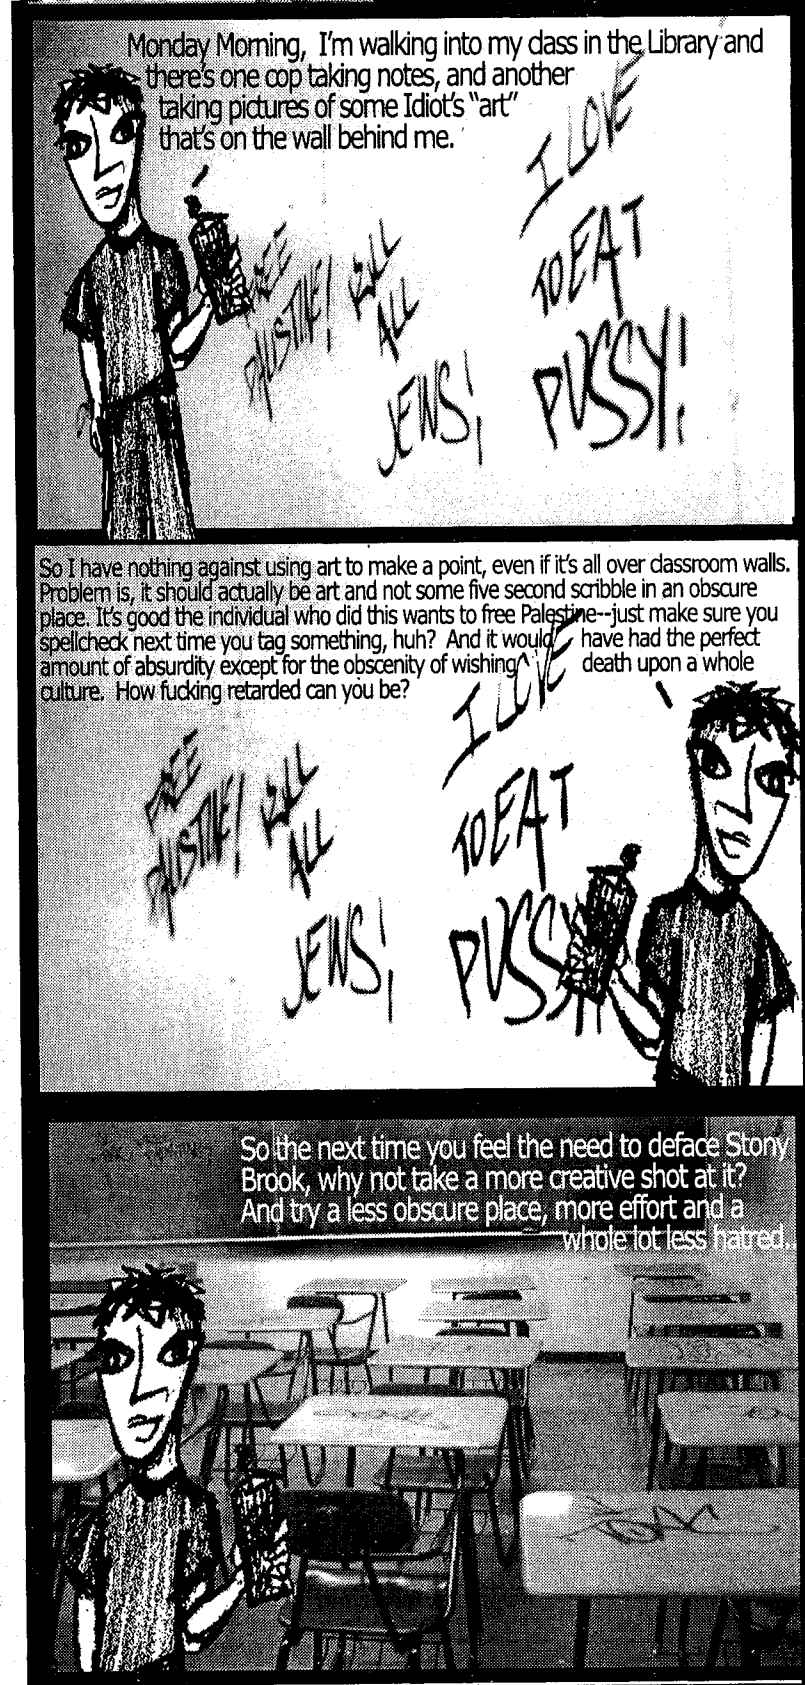 Monday Morning,  I'm walking into my class in the Library and
there's one cop taking notes, and another
taking pictures of some Idiot's "art"
that's on the wall behind me.
FREE
PALISTINE!
KILL
ALL
JEWS!
I LOVE
TO EAT
PUSSY!
So I have nothing against using art to make a point, even if it's all over classroom walls.
Problem is, it should actually be art and not some five second scribble in an obscure
place. It's good the individual who did this wants to free Palestine--just make sure you
spellcheck next time you tag something, huh? And it would have had the perfect
amount of absurdity except for the obscenity of wishing death upon a whole
culture. How fucking retarded can you be?
FREE
PALISTINE!
KILL
ALL
JEWS!
I LOVE
TO EAT
PUSSY!
So the next time you feel the need to deface Stony
Brook, why not take a more creative shot at it?
And try a less obscure place, more effort and a
whole lot less hatred..